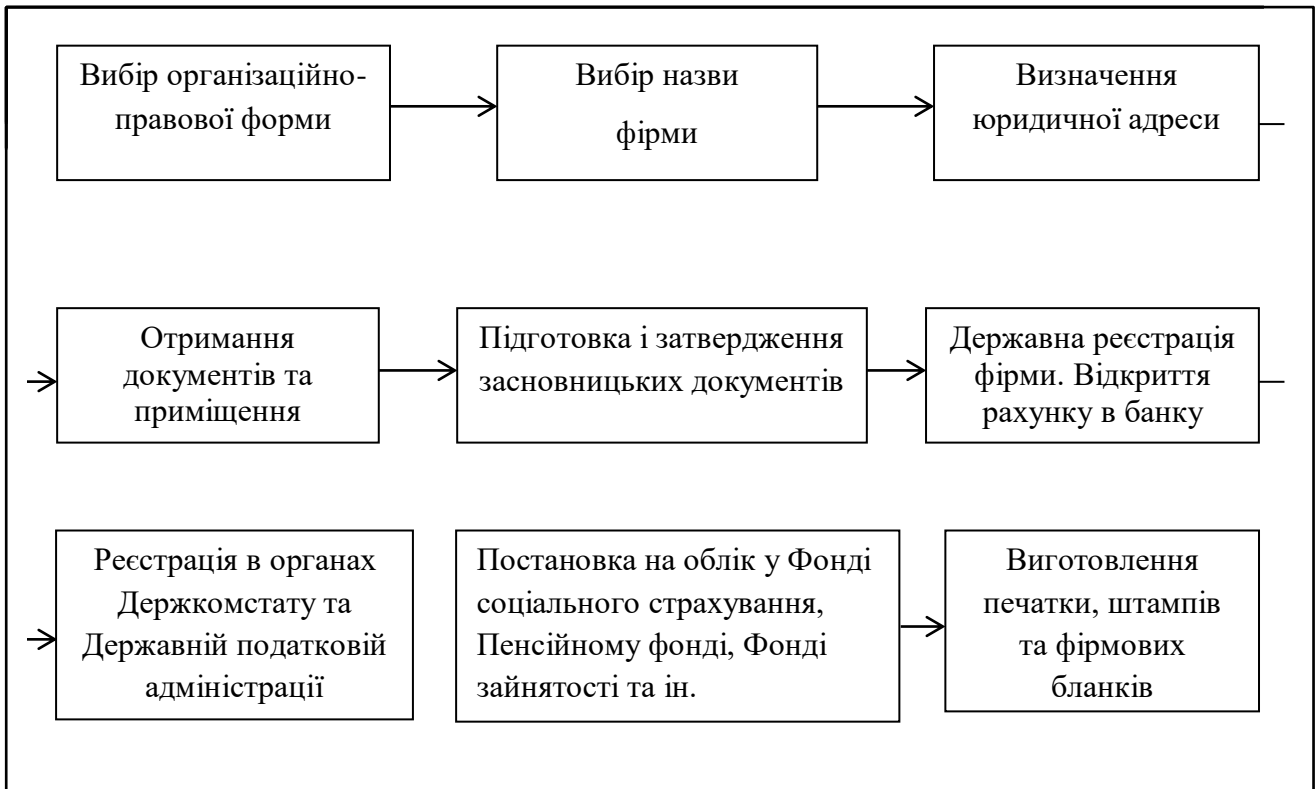 Вибір організаційно-
правової форми
Вибір назви
фірми
Визначення
юридичної адреси
Отримання
документів та
приміщення
Підготовка і затвердження
засновницьких документів
Державна реєстрація
фірми. Відкриття
рахунку в банку
Реєстрація в органах
Держкомстату та
Державній податковій
адміністрації
Постановка на облік у Фонді
соціального страхування,
Пенсійному фонді, Фонді
зайнятості та ін.
Виготовлення
печатки, штампів
та фірмових
бланків